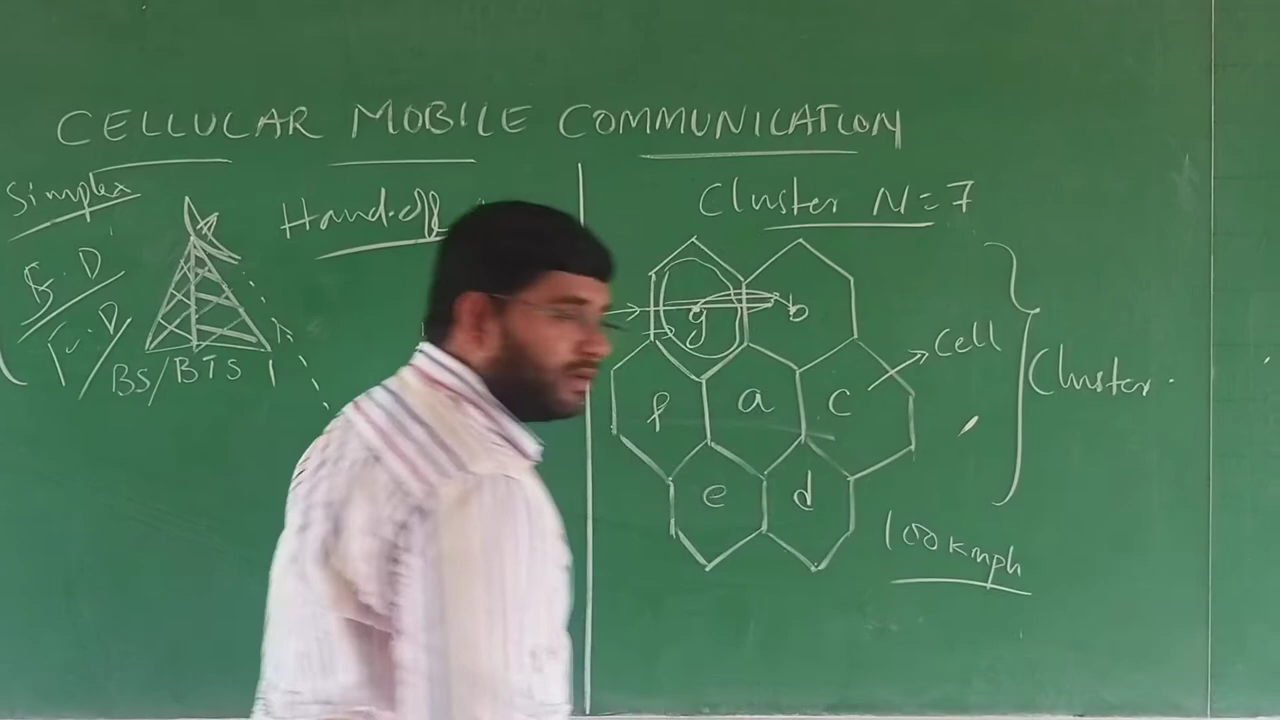 CELLULAR MOBILE COMMUNICATION
Simplex
Hand-off
BS/BTS
Cluster N=7
g
b
f
a
c
e
d
Cell
Cluster.
100 kmph